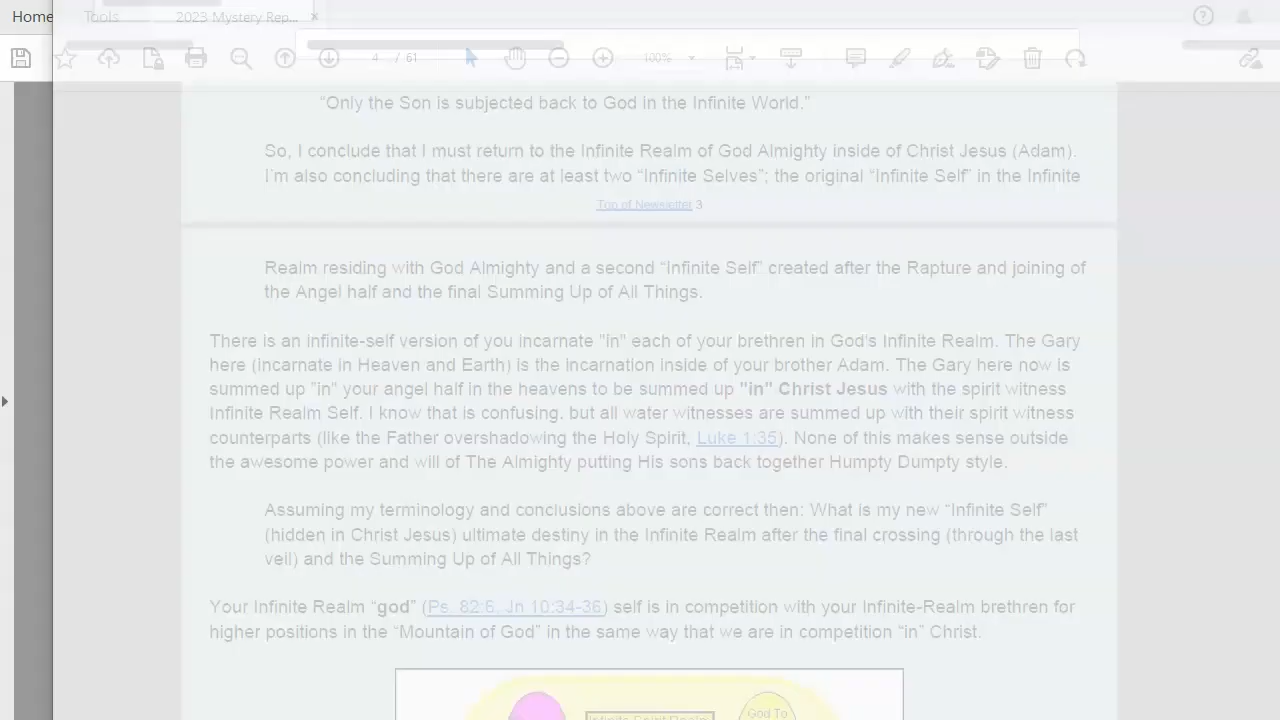 Home
Tools
2023 Mystery Rep... ×
4 / 61
100%
“Only the Son is subjected back to God in the Infinite World.”
So, I conclude that I must return to the Infinite Realm of God Almighty inside of Christ Jesus (Adam).
I’m also concluding that there are at least two “Infinite Selves”; the original “Infinite Self” in the Infinite
Top of Newsletter 3
Realm residing with God Almighty and a second “Infinite Self” created after the Rapture and joining of
the Angel half and the final Summing Up of All Things.
There is an infinite-self version of you incarnate "in" each of your brethren in God's Infinite Realm. The Gary
here (incarnate in Heaven and Earth) is the incarnation inside of your brother Adam. The Gary here now is
summed up "in" your angel half in the heavens to be summed up "in" Christ Jesus with the spirit witness
Infinite Realm Self. I know that is confusing, but all water witnesses are summed up with their spirit witness
counterparts (like the Father overshadowing the Holy Spirit, Luke 1:35). None of this makes sense outside
the awesome power and will of The Almighty putting His sons back together Humpty Dumpty style.
Assuming my terminology and conclusions above are correct then: What is my new “Infinite Self”
(hidden in Christ Jesus) ultimate destiny in the Infinite Realm after the final crossing (through the last
veil) and the Summing Up of All Things?
Your Infinite Realm “god” (Ps. 82:6, Jn 10:34-36) self is in competition with your Infinite-Realm brethren for
higher positions in the “Mountain of God” in the same way that we are in competition “in” Christ.
Infinite Spirit Realm
God To